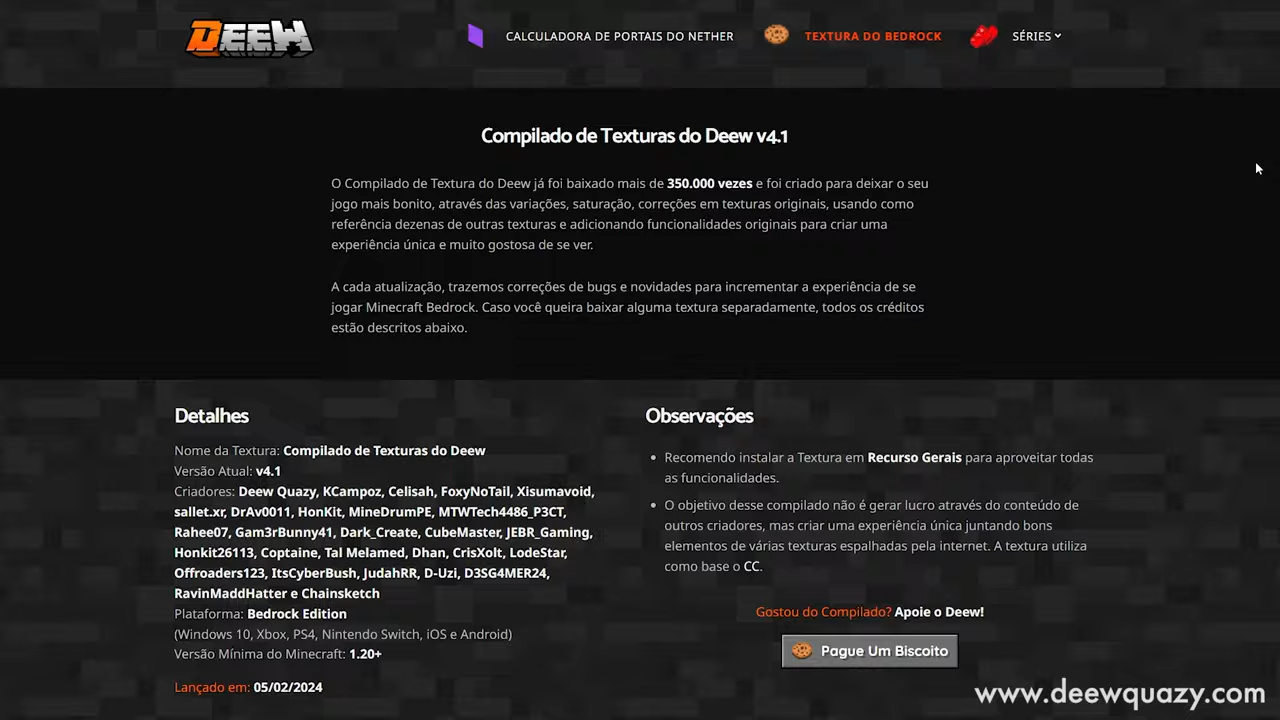 DEEW
CALCULADORA DE PORTAIS DO NETHER
TEXTURA DO BEDROCK
SÉRIES
Compilado de Texturas do Deew v4.1
O Compilado de Textura do Deew já foi baixado mais de 350.000 vezes e foi criado para deixar o seu
jogo mais bonito, através das variações, saturação, correções em texturas originais, usando como
referência dezenas de outras texturas e adicionando funcionalidades originais para criar uma
experiência única e muito gostosa de se ver.
A cada atualização, trazemos correções de bugs e novidades para incrementar a experiência de se
jogar Minecraft Bedrock. Caso você queira baixar alguma textura separadamente, todos os créditos
estão descritos abaixo.
Detalhes
Nome da Textura: Compilado de Texturas do Deew
Versão Atual: v4.1
Criadores: Deew Quazy, KCampoz, Celisah, FoxyNoTail, Xisumavoid,
sallet.xr, DrAv0011, HonKit, MineDrumPE, MTWTech4486_P3CT,
Rahee07, Gam3rBunny41, Dark_Create, CubeMaster, JEBR_Gaming,
Honkit26113, Coptaine, Tal Melamed, Dhan, CrisXolt, LodeStar,
Offroaders123, ItsCyberBush, JudahRR, D-Uzi, D3SG4MER24,
RavinMaddHatter e Chainsketch
Plataforma: Bedrock Edition
(Windows 10, Xbox, PS4, Nintendo Switch, iOS e Android)
Versão Mínima do Minecraft: 1.20+
Lançado em: 05/02/2024
Observações
Recomendo instalar a Textura em Recurso Gerais para aproveitar todas
as funcionalidades.
O objetivo desse compilado não é gerar lucro através do conteúdo de
outros criadores, mas criar uma experiência única juntando bons
elementos de várias texturas espalhadas pela internet. A textura utiliza
como base o CC.
Gostou do Compilado? Apoie o Deew!
Pague Um Biscoito
www.deewquazy.com